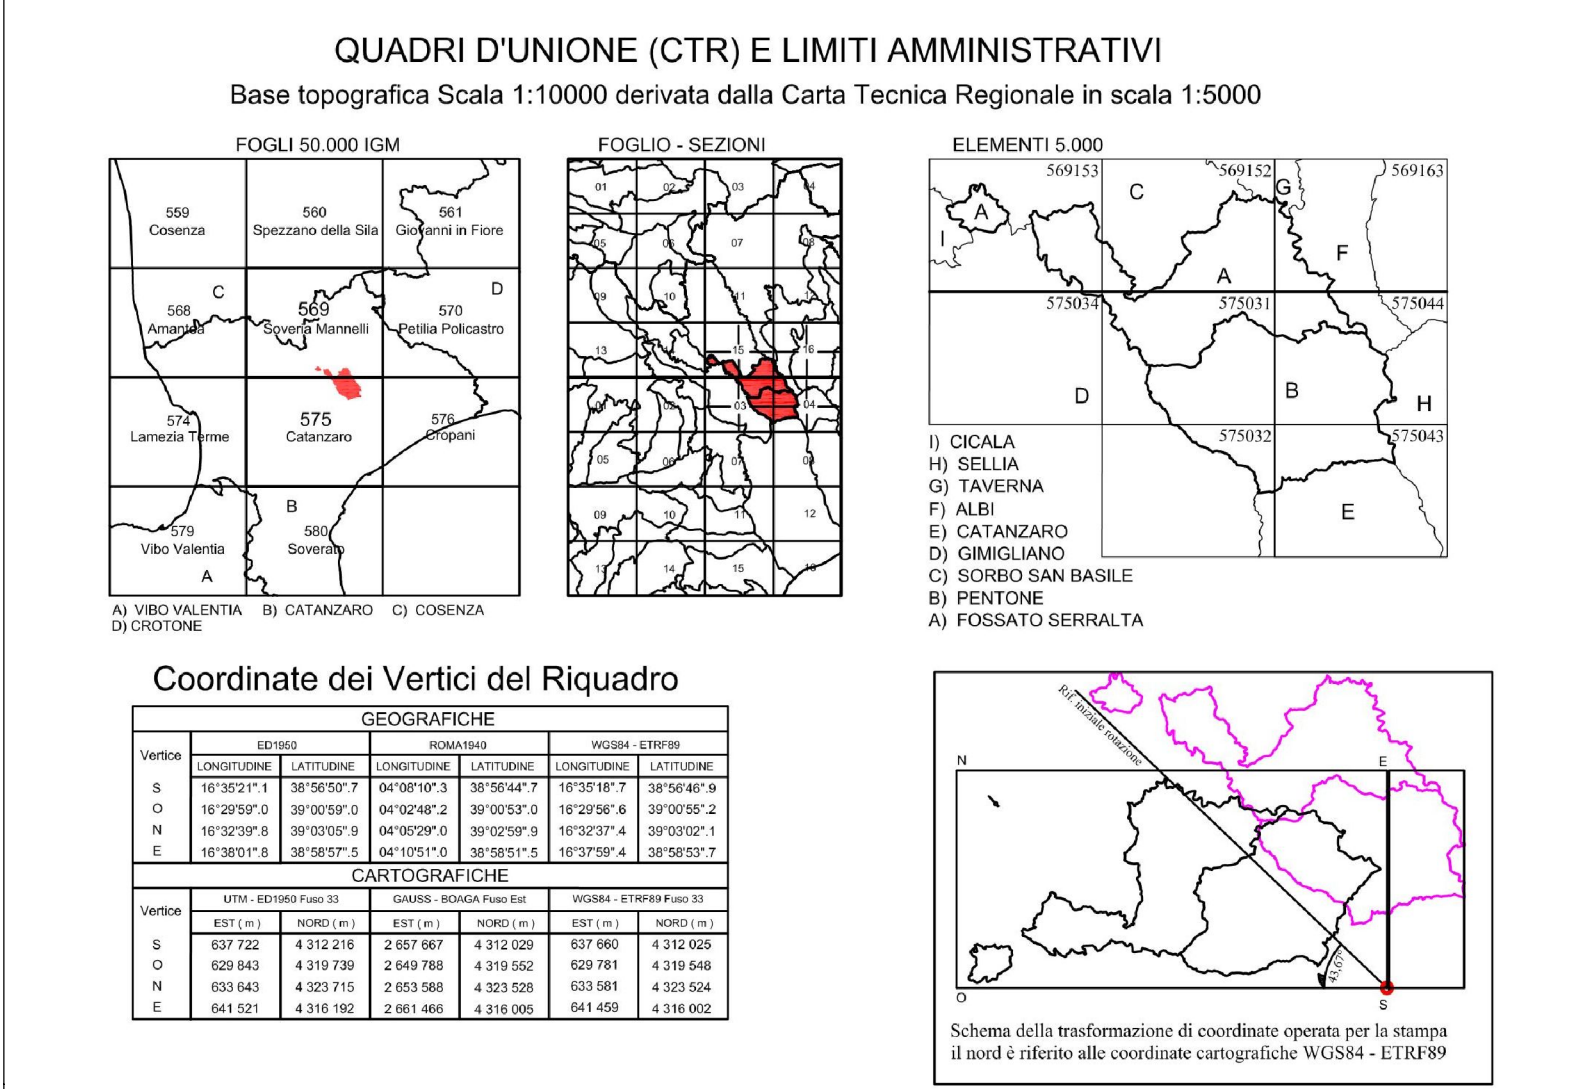 QUADRI D'UNIONE (CTR) E LIMITI AMMINISTRATIVI
Base topografica Scala 1:10000 derivata dalla Carta Tecnica Regionale in scala 1:5000
FOGLI 50.000 IGM
559 560 561
Cosenza Spezzano della Sila Giovanni in Fiore
C D
568 569 570
Amantea Soveria Mannelli Petilia Policastro
574 575 576
Lamezia Terme Catanzaro Cropani
B
579 580
Vibo Valentia Soverato
A
A) VIBO VALENTIA B) CATANZARO C) COSENZA
D) CROTONE
FOGLIO - SEZIONI
01 02 03 04
05 06 07 08
09 10 11 12
13 14 15 16
01 02 03 04
05 06 07 08
09 10 11 12
13 14 15 16
ELEMENTI 5.000
569153 569152 569163
C G
A
I F
A
575034 575031 575044
D B H
575032 575043
E
I) CICALA
H) SELLIA
G) TAVERNA
F) ALBI
E) CATANZARO
D) GIMIGLIANO
C) SORBO SAN BASILE
B) PENTONE
A) FOSSATO SERRALTA
Coordinate dei Vertici del Riquadro
GEOGRAFICHE
Vertice ED1950 ROMA1940 WGS84 - ETRF89
LONGITUDINE LATITUDINE LONGITUDINE LATITUDINE LONGITUDINE LATITUDINE
S 16°35'21".1 38°56'50".7 04°08'10".3 38°56'44".7 16°35'18".7 38°56'46".9
O 16°29'59".0 39°00'59".0 04°02'48".2 39°00'53".0 16°29'56".6 39°00'55".2
N 16°32'39".8 39°03'05".9 04°05'29".0 39°02'59".9 16°32'37".4 39°03'02".1
E 16°38'01".8 38°58'57".5 04°10'51".0 38°58'51".5 16°37'59".4 38°58'53".7
CARTOGRAFICHE
Vertice UTM - ED1950 Fuso 33 GAUSS - BOAGA Fuso Est WGS84 - ETRF89 Fuso 33
EST ( m ) NORD ( m ) EST ( m ) NORD ( m ) EST ( m ) NORD ( m )
S 637 722 4 312 216 2 657 667 4 312 029 637 660 4 312 025
O 629 843 4 319 739 2 649 788 4 319 552 629 781 4 319 548
N 633 643 4 323 715 2 653 588 4 323 528 633 581 4 323 524
E 641 521 4 316 192 2 661 466 4 316 005 641 459 4 316 002
Rif. iniziale rotazione
N E
43,67°
O S
Schema della trasformazione di coordinate operata per la stampa
il nord è riferito alle coordinate cartografiche WGS84 - ETRF89